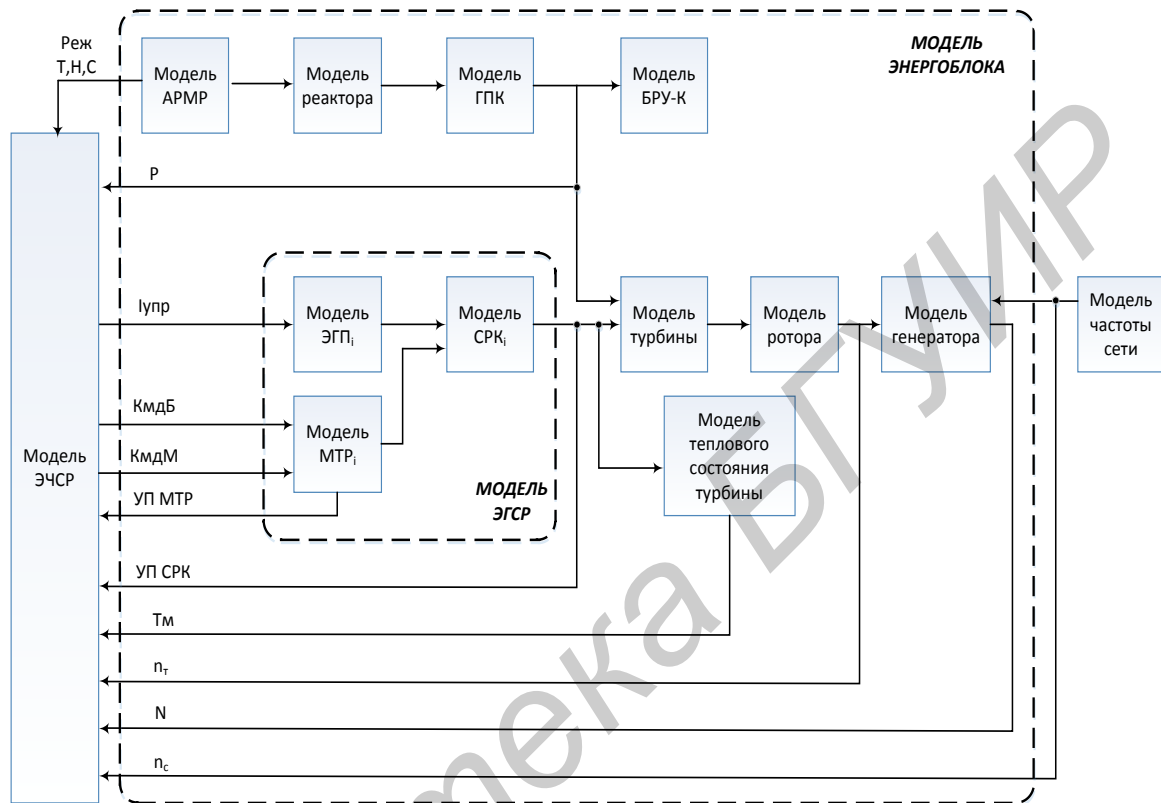 Реж
Т,Н,С
Модель
АРМР
Модель
реактора
Модель
ГПК
Модель
БРУ-К
МОДЕЛЬ
ЭНЕРГОБЛОКА
Р
Iупр
Модель
ЭГПi
Модель
СРКi
Модель
турбины
Модель
ротора
Модель
генератора
Модель
частоты
сети
КмдБ
КмдМ
УП МТР
Модель
МТРi
МОДЕЛЬ
ЭГСР
Модель
теплового
состояния
турбины
Модель
ЭЧСР
УП СРК
Тм
nт
N
nс
тека БГУИР